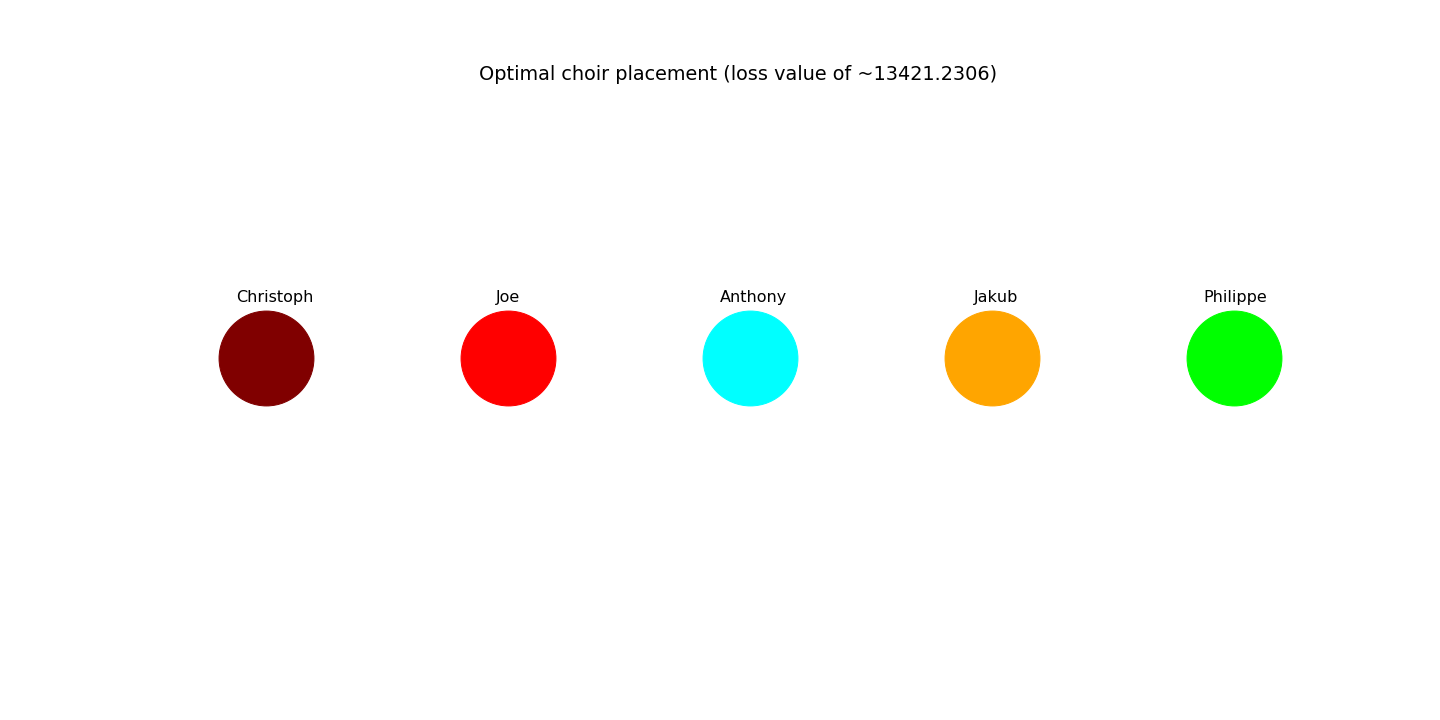 Optimal choir placement (loss value of ~13421.2306)
Christoph Joe Anthony Jakub Philippe